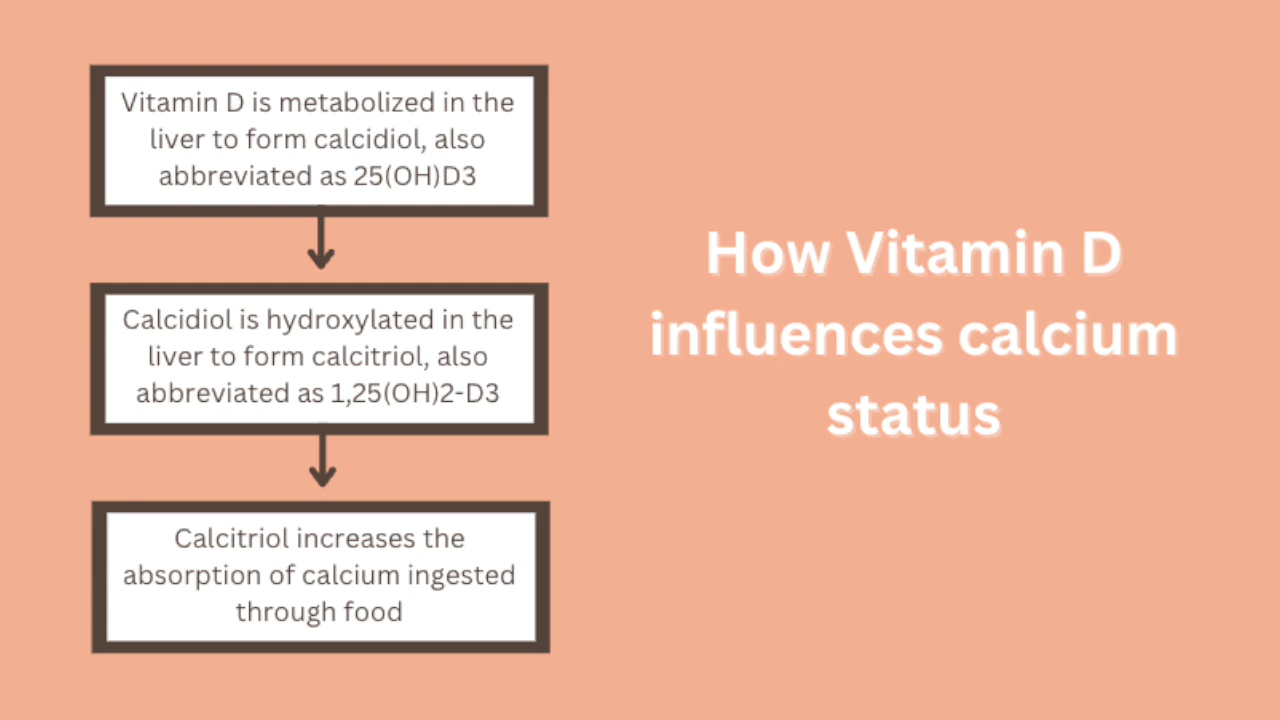 Vitamin D is metabolized in the
liver to form calcidiol, also
abbreviated as 25(OH)D3
Calcidiol is hydroxylated in the
liver to form calcitriol, also
abbreviated as 1,25(OH)2-D3
Calcitriol increases the
absorption of calcium ingested
through food
How Vitamin D
influences calcium
status